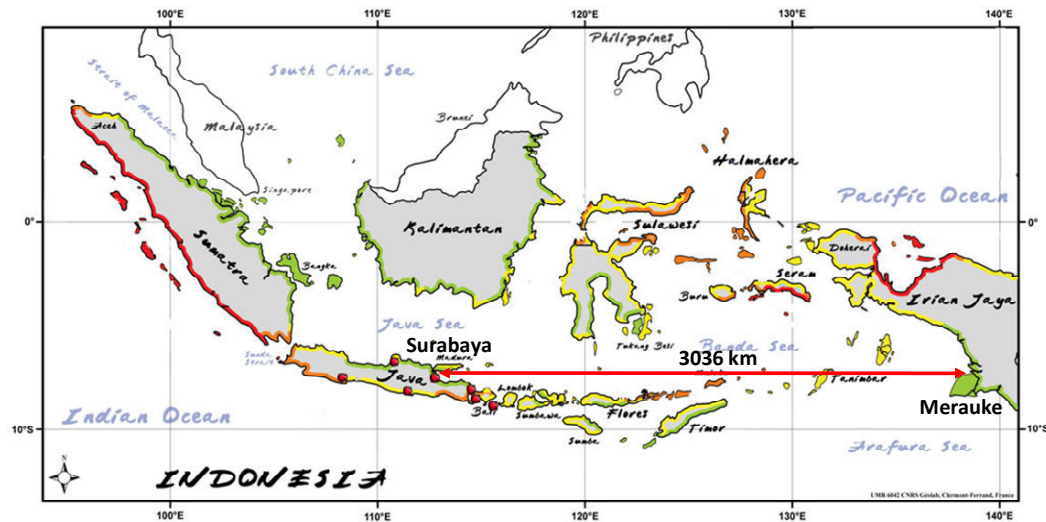 100°E 110°E 120°E 130°E 140°E
Philippines
South China Sea
Strait of Malacca
Aceh
Malaysia
Brunei
Halmahera
Singapore
Pacific Ocean
0° 0°
Sumatra
Kalimantan
Sulawesi
Doherai
Bangka
Seram
Buru
Irian Jaya
Java Sea
Surabaya
Tukang Besi
Banda Sea
Sunda Strait
Madura
3036 km
Java
Lombok
Tanimbar
Bali
Sumbawa
Flores
Merauke
Indian Ocean
Timor
10°S 10°S
Sumba
Arafura Sea
N
INDONESIA
UMR 6042 CNRS Géolab, Clermont-Ferrand, France
100°E 110°E 120°E 130°E 140°E